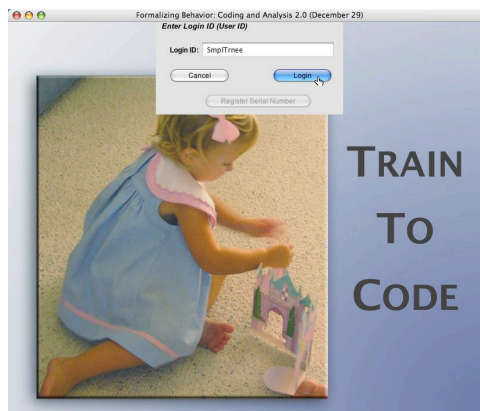 Formalizing Behavior: Coding and Analysis 2.0 (December 29)
Enter Login ID (User ID)
Login ID: SmplTrnee
Cancel Login
Register Serial Number
TRAIN
TO
CODE